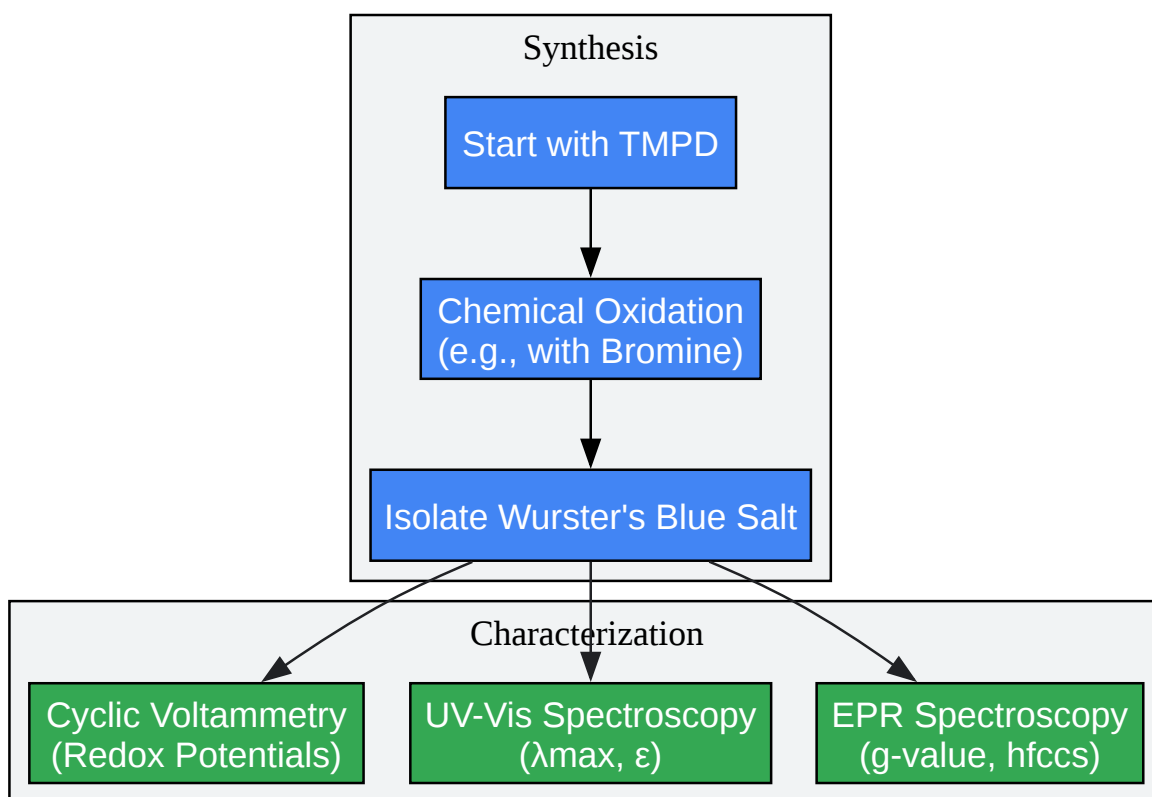 Synthesis
Start with TMPD
Chemical Oxidation
(e.g., with Bromine)
Isolate Wurster's Blue Salt
Characterization
Cyclic Voltammetry
(Redox Potentials)
UV-Vis Spectroscopy
(λmax, ε)
EPR Spectroscopy
(g-value, hfccs)